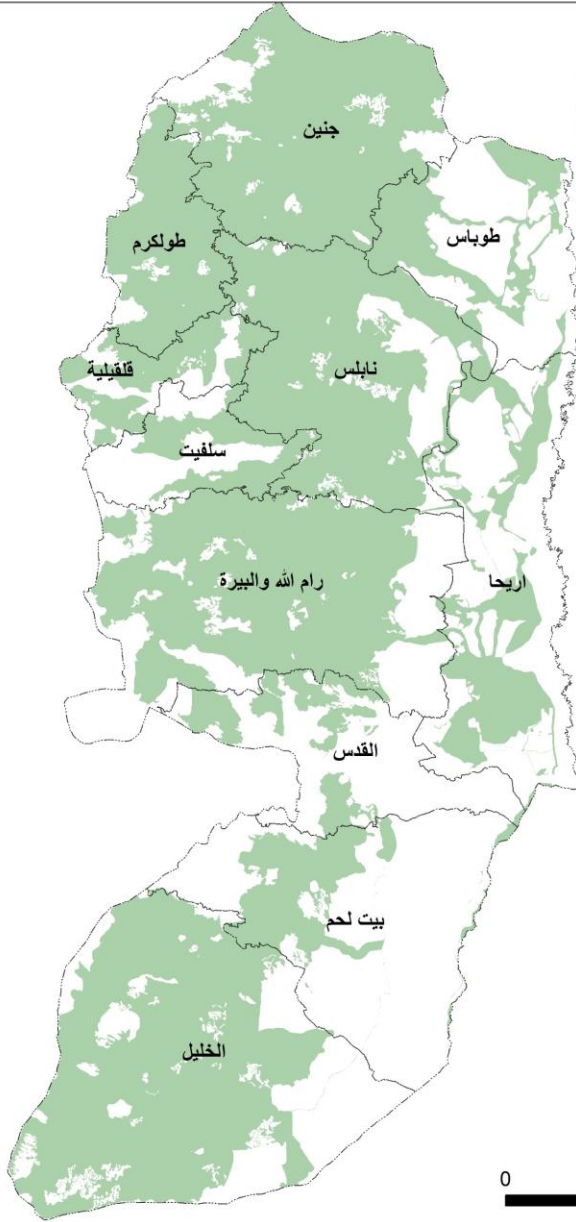 جنين
طوباس
طولكرم
نابلس
قلقيلية
سلفيت
رام الله والبيرة
اريحا
القدس
بيت لحم
الخليل
0